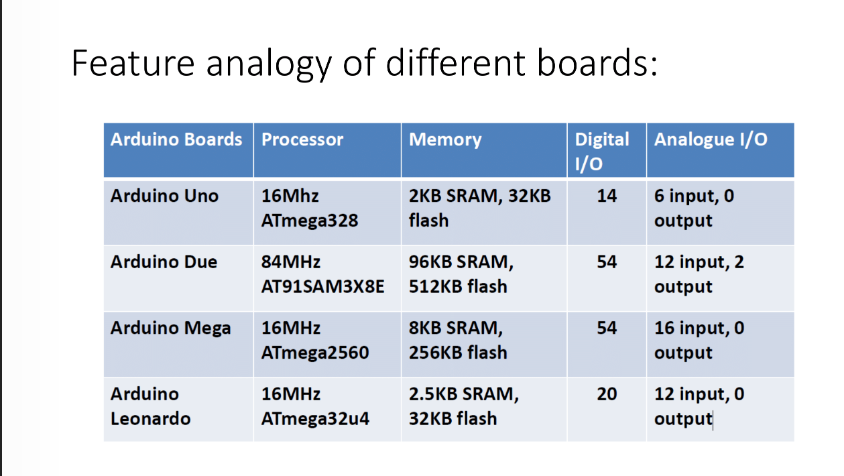 Feature analogy of different boards:
Arduino Boards Processor Memory Digital I/O Analogue I/O
Arduino Uno 16Mhz ATmega328 2KB SRAM, 32KB flash 14 6 input, 0 output
Arduino Due 84MHz AT91SAM3X8E 96KB SRAM, 512KB flash 54 12 input, 2 output
Arduino Mega 16MHz ATmega2560 8KB SRAM, 256KB flash 54 16 input, 0 output
Arduino Leonardo 16MHz ATmega32u4 2.5KB SRAM, 32KB flash 20 12 input, 0 output